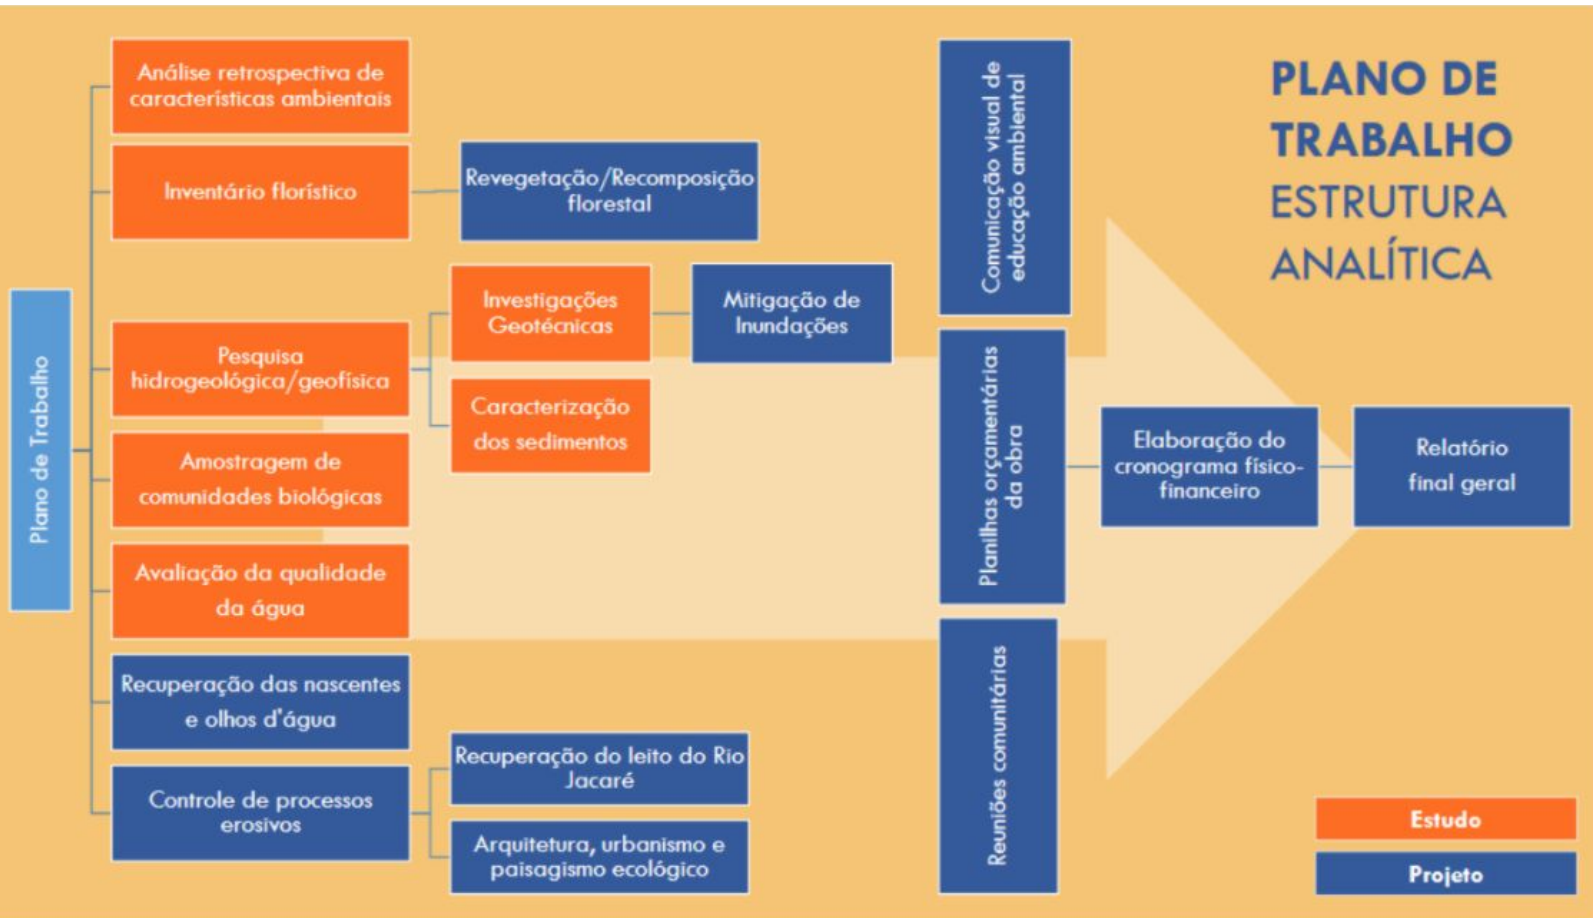 PLANO DE
TRABALHO
ESTRUTURA
ANALÍTICA
Plano de Trabalho
Análise retrospectiva de
características ambientais
Inventário florístico
Revegetação/Recomposição
florestal
Pesquisa
hidrogeológica/geofísica
Investigações
Geotécnicas
Mitigação de
Inundações
Caracterização
dos sedimentos
Amostragem de
comunidades biológicas
Avaliação da qualidade
da água
Recuperação das nascentes
e olhos d'água
Controle de processos
erosivos
Recuperação do leito do Rio
Jacaré
Arquitetura, urbanismo e
paisagismo ecológico
Comunicação visual de
educação ambiental
Planilhas orçamentárias
da obra
Reuniões comunitárias
Elaboração do
cronograma físico-
financeiro
Relatório
final geral
Estudo
Projeto